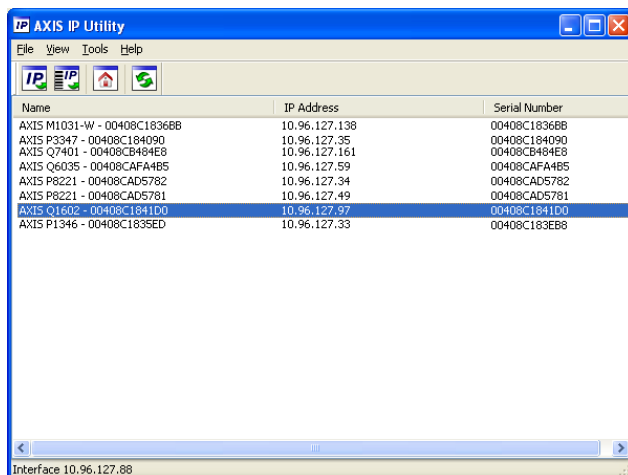 IP AXIS IP Utility
File View Tools Help
IP IP
Name IP Address Serial Number
AXIS M1031-W - 00408C1836BB 10.96.127.138 00408C1836BB
AXIS P3347 - 00408C184090 10.96.127.35 00408C184090
AXIS Q7401 - 00408CB484E8 10.96.127.161 00408CB484E8
AXIS Q6035 - 00408CAFA4B5 10.96.127.59 00408CAFA4B5
AXIS P8221 - 00408CAD5782 10.96.127.34 00408CAD5782
AXIS P8221 - 00408CAD5781 10.96.127.49 00408CAD5781
AXIS Q1602 - 00408C1841D0 10.96.127.97 00408C1841D0
AXIS P1346 - 00408C1835ED 10.96.127.33 00408C183EB8
Interface 10.96.127.88